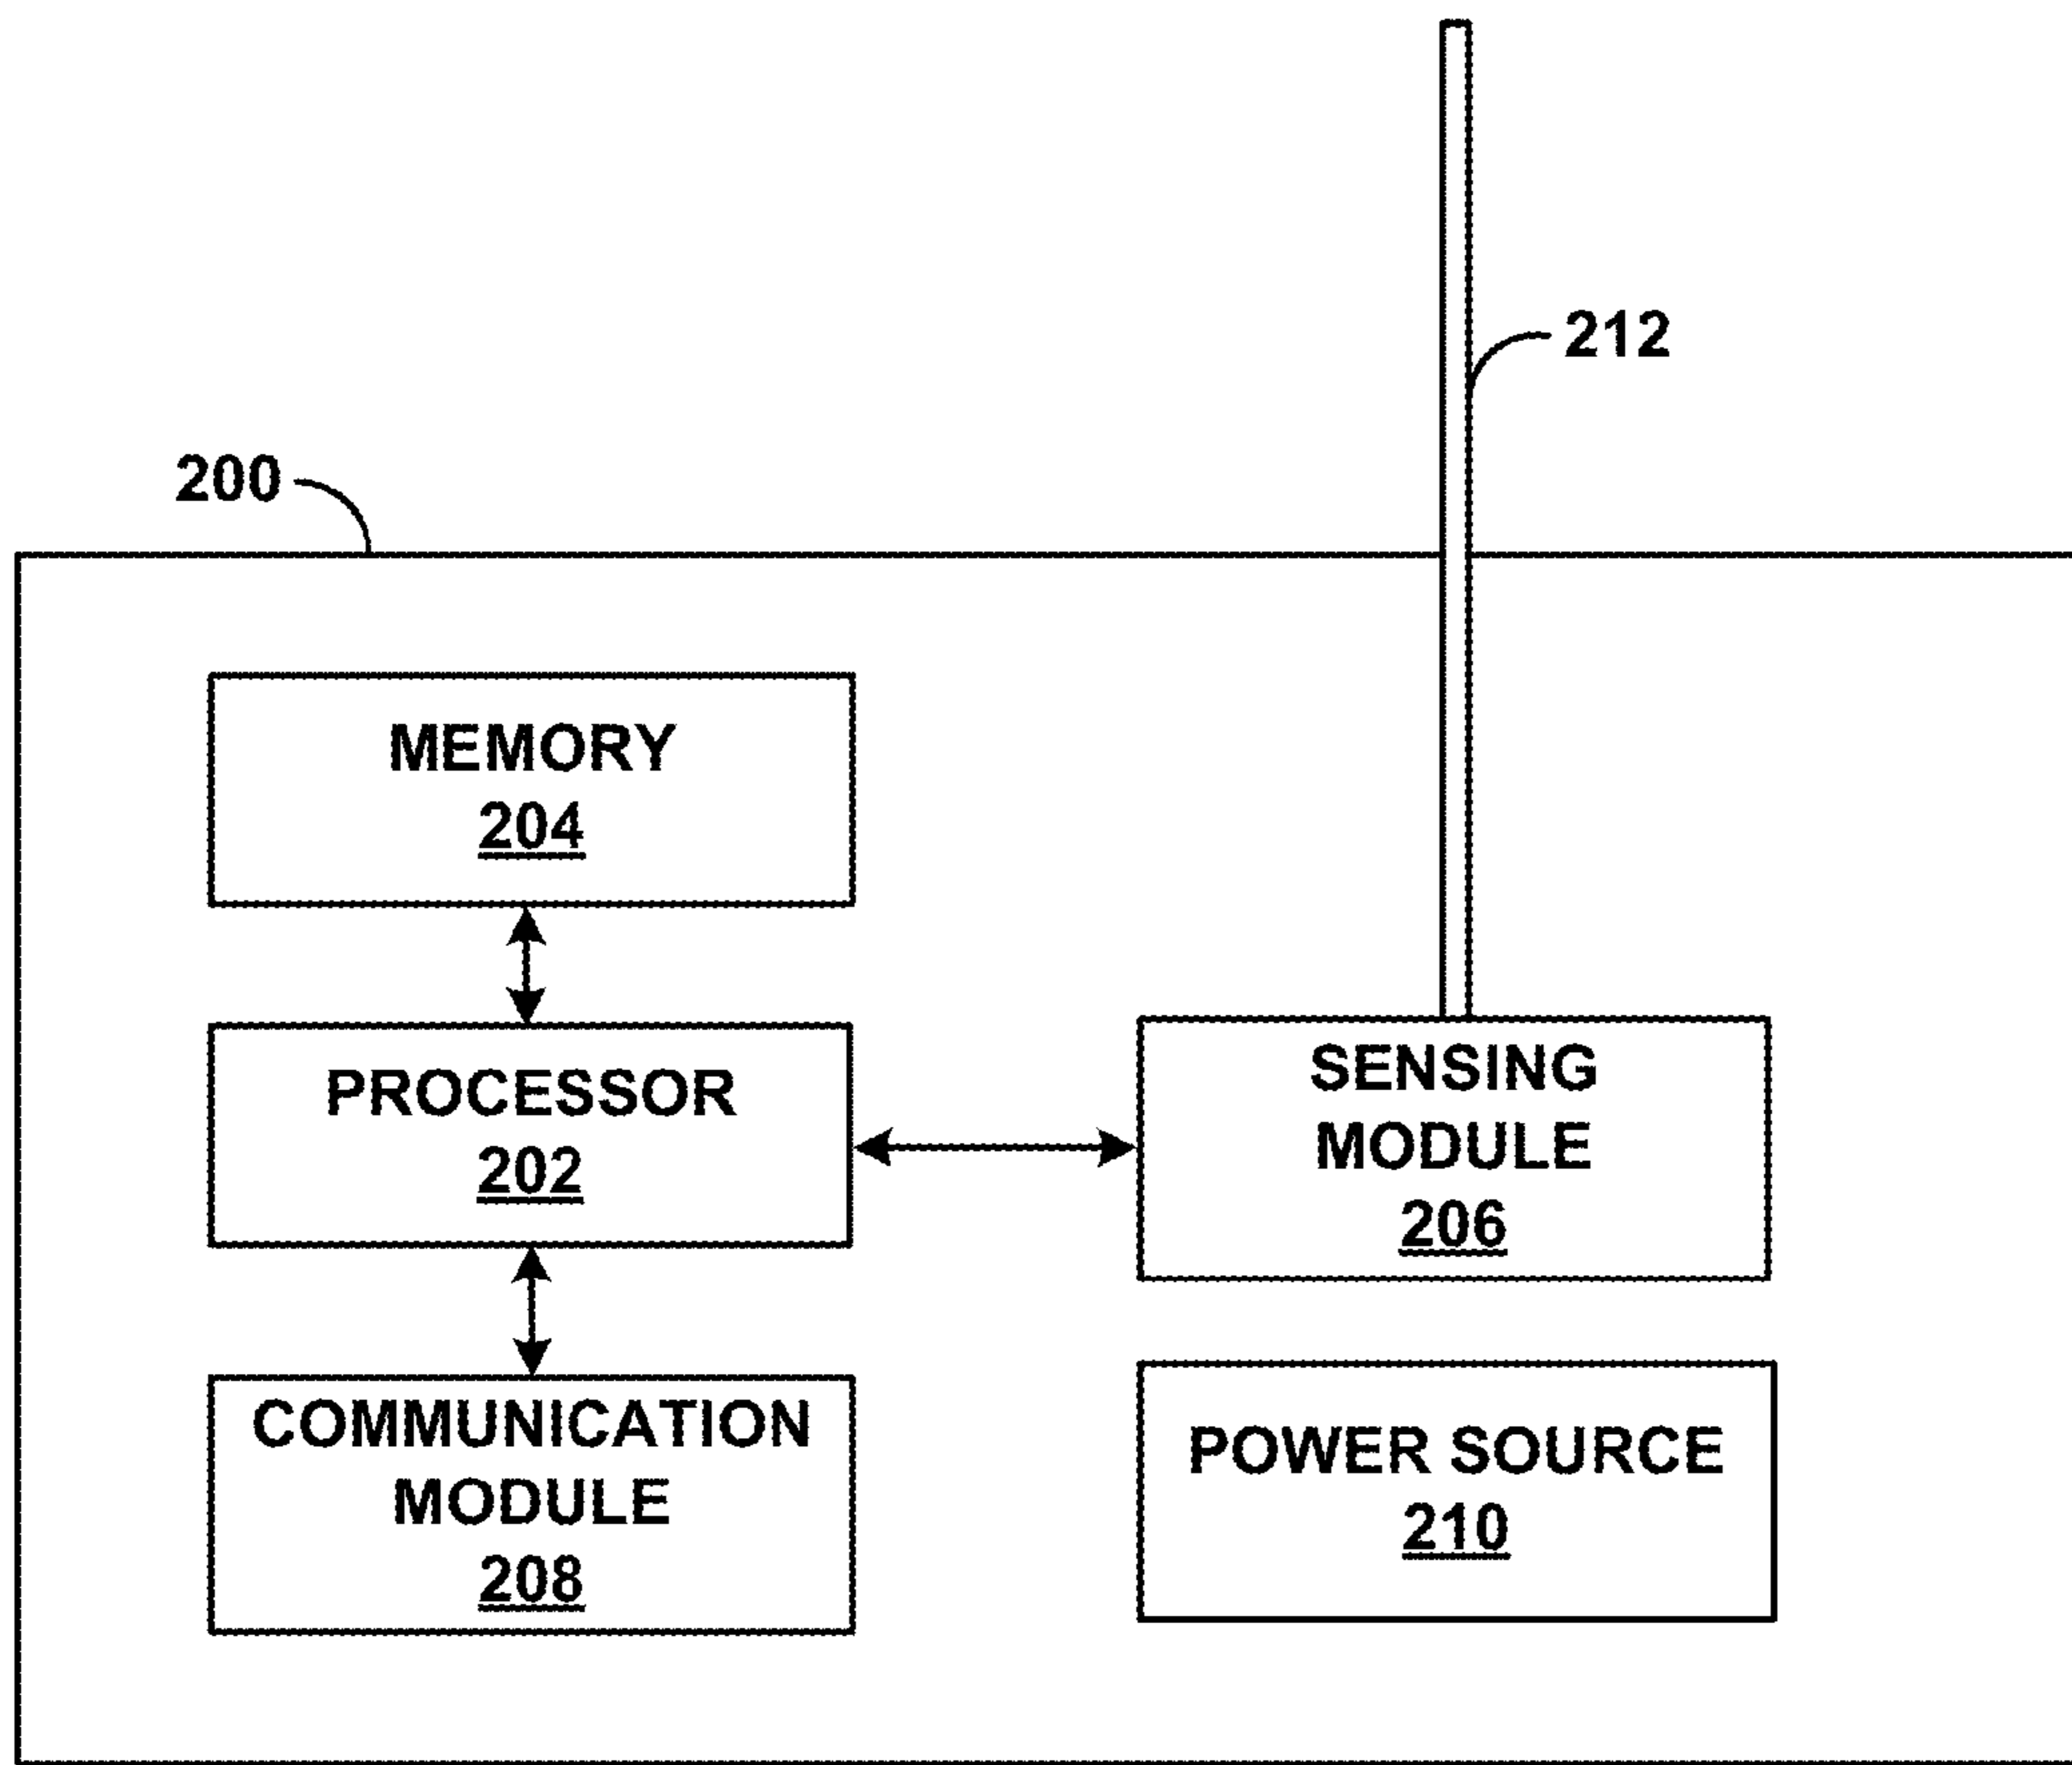 212
200
MEMORY
204
PROCESSOR
202
SENSING
MODULE
206
COMMUNICATION
MODULE
208
POWER SOURCE
210